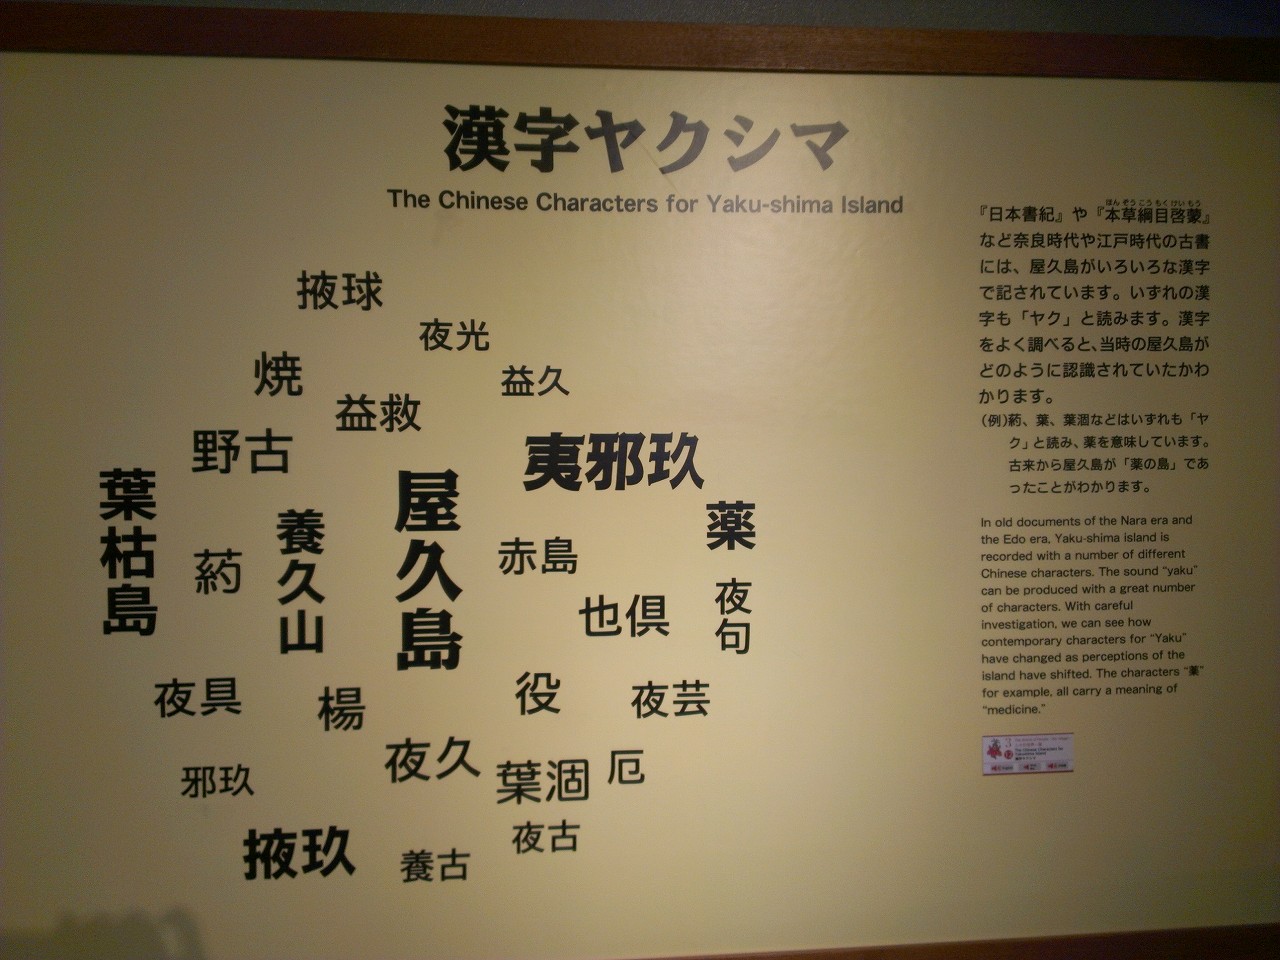 漢字ヤクシマ
The Chinese Characters for Yaku-shima Island
掖球
夜光
焼
益久
益救
野古
夷邪玖
葉枯島
養久山
屋久島
薬
赤島
葯
夜句
也倶
夜具
楊
役
夜芸
夜久
邪玖
葉涸
厄
掖玖
養古
夜古
ほんぞうこうもくけいもう
『日本書紀』や『本草綱目啓蒙』
など奈良時代や江戸時代の古書
には、屋久島がいろいろな漢字
で記されています。いずれの漢
字も「ヤク」と読みます。漢字
をよく調べると、当時の屋久島が
どのように認識されていたかわ
かります。
(例)葯、葉、葉涸などはいずれも「ヤ
ク」と読み、薬を意味しています。
古来から屋久島が「薬の島」であ
ったことがわかります。
In old documents of the Nara era and
the Edo era, Yaku-shima island is
recorded with a number of different
Chinese characters. The sound “yaku”
can be produced with a great number
of characters. With careful
investigation, we can see how
contemporary characters for “Yaku”
have changed as perceptions of the
island have shifted. The characters “薬”
for example, all carry a meaning of
“medicine.”